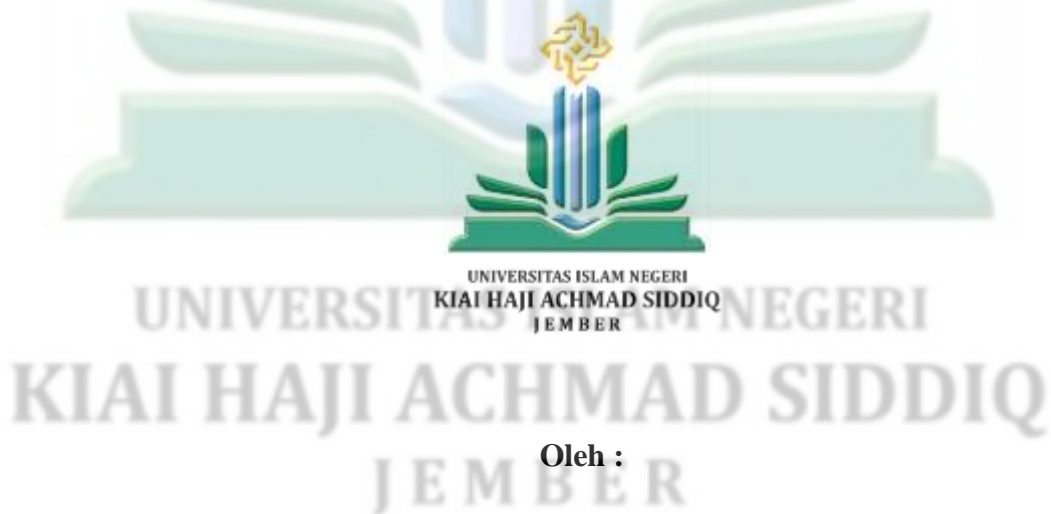 UNIVERSITAS ISLAM NEGERI
KIAI HAJI ACHMAD SIDDIQ
JEMBER
UNIVERSITAS ISLAM NEGERI
KIAI HAJI ACHMAD SIDDIQ
Oleh :
JEMBER